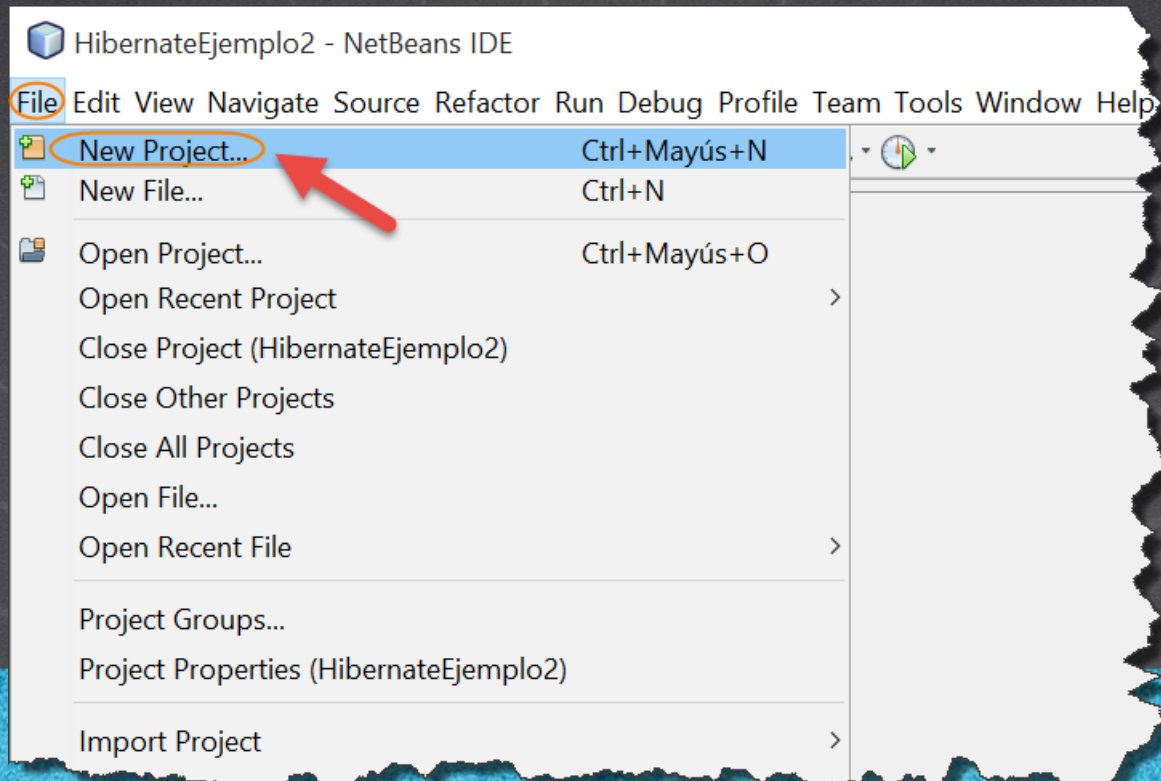 HibernateEjemplo2 - NetBeans IDE
File Edit View Navigate Source Refactor Run Debug Profile Team Tools Window Help
New Project... Ctrl+Mayús+N
New File... Ctrl+N
Open Project... Ctrl+Mayús+O
Open Recent Project
Close Project (HibernateEjemplo2)
Close Other Projects
Close All Projects
Open File...
Open Recent File
Project Groups...
Project Properties (HibernateEjemplo2)
Import Project